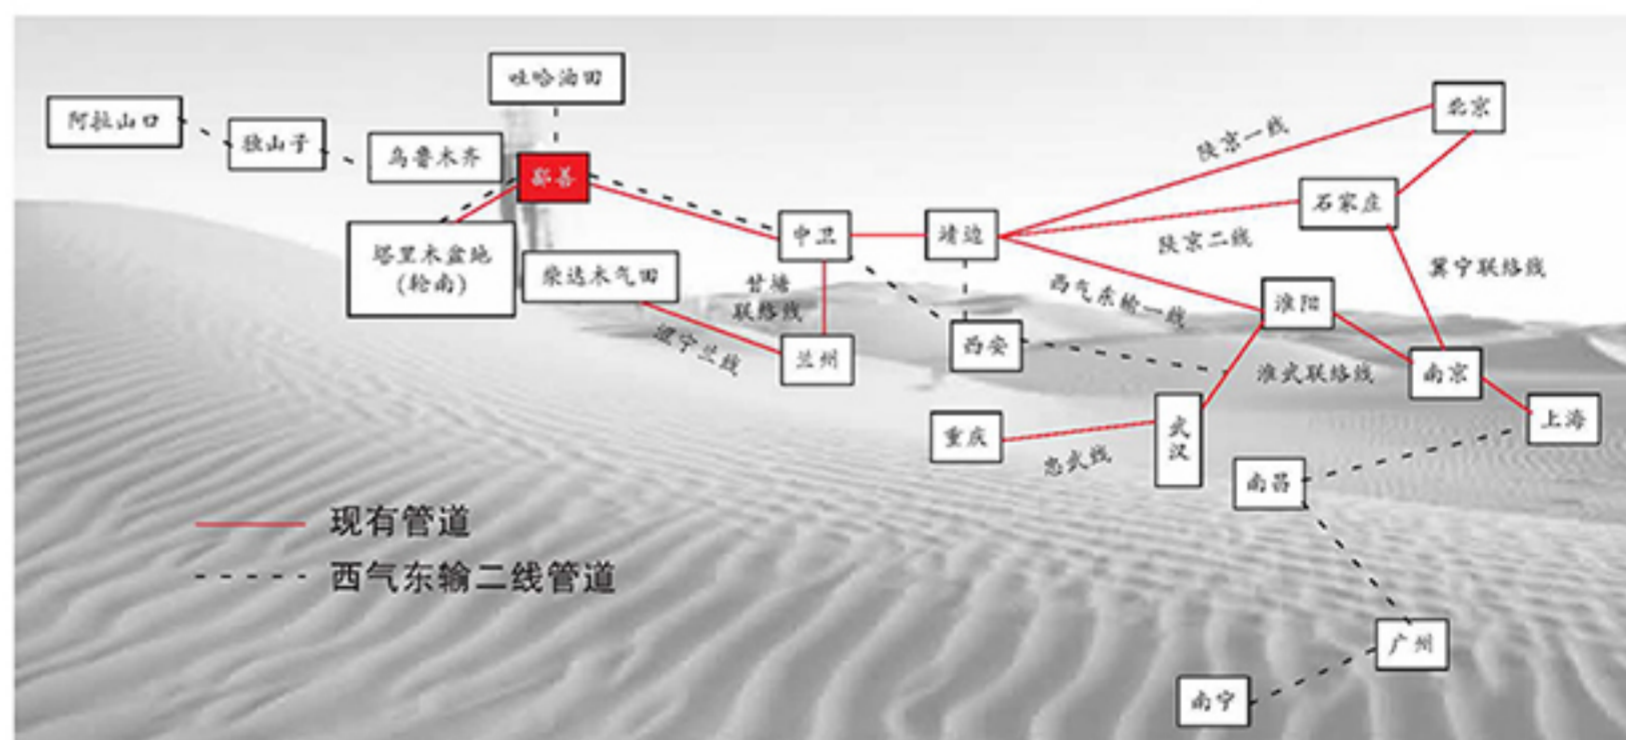 吐哈油田
阿拉山口
独山子
乌鲁木齐
鄯善
北京
陕京一线
石家庄
中卫
靖边
陕京二线
塔里木盆地
(轮南)
柴达木气田
甘塘
联络线
西气东输一线
淮阳
冀宁联络线
涩宁兰线
兰州
西安
淮武联络线
南京
上海
重庆
忠武线
武
汉
南昌
现有管道
西气东输二线管道
广州
南宁